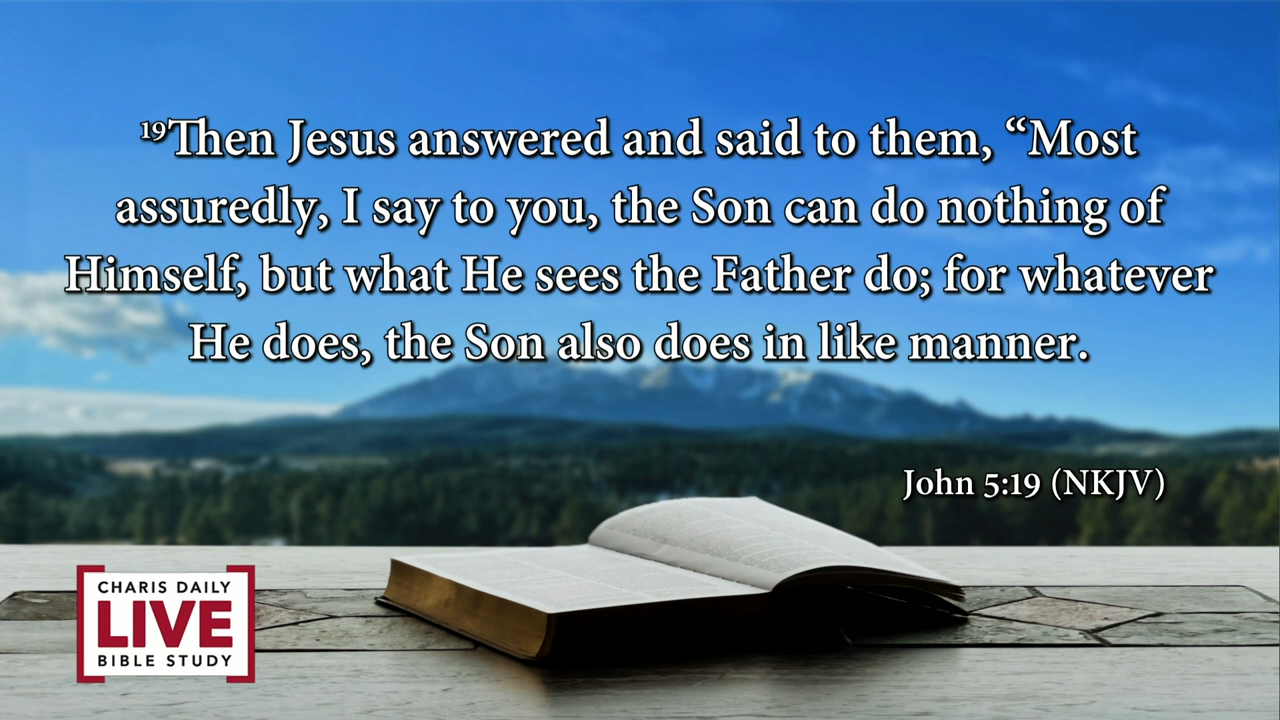 ¹⁹Then Jesus answered and said to them, “Most
assuredly, I say to you, the Son can do nothing of
Himself, but what He sees the Father do; for whatever
He does, the Son also does in like manner.
John 5:19 (NKJV)
CHARIS DAILY
LIVE
BIBLE STUDY